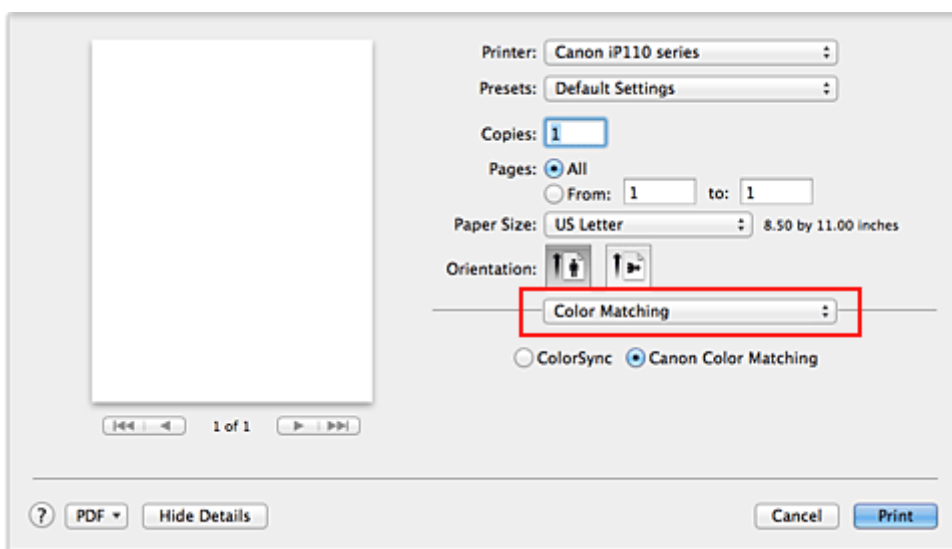 Printer: Canon iP110 series
Presets: Default Settings
Copies: 1
Pages: All
From: 1 to: 1
Paper Size: US Letter 8.50 by 11.00 inches
Orientation:
Color Matching
ColorSync Canon Color Matching
1 of 1
? PDF Hide Details Cancel Print